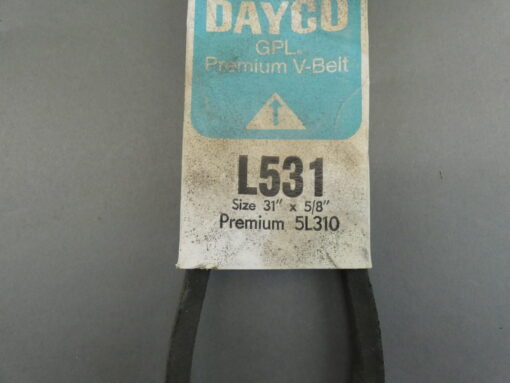 DAYCO
GPL®
Premium V-Belt
L531
Size 31" x 5/8"
Premium 5L310